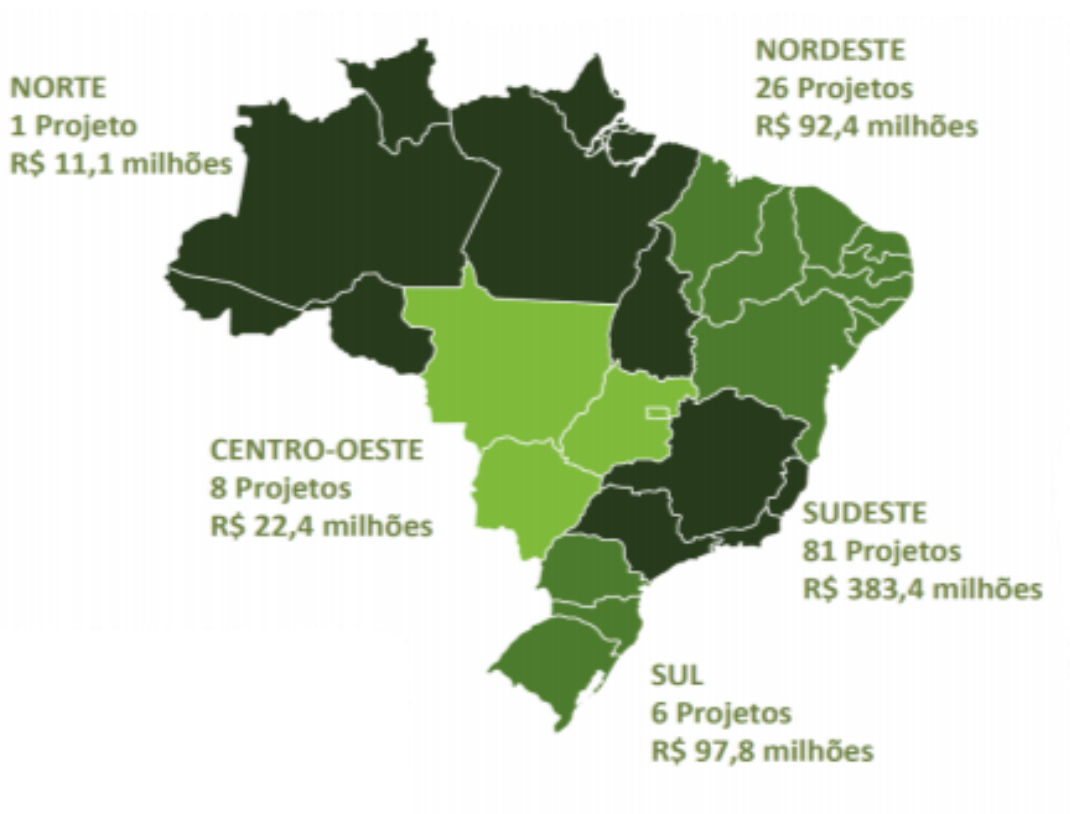 NORTE
1 Projeto
R$ 11,1 milhões
NORDESTE
26 Projetos
R$ 92,4 milhões
CENTRO-OESTE
8 Projetos
R$ 22,4 milhões
SUDESTE
81 Projetos
R$ 383,4 milhões
SUL
6 Projetos
R$ 97,8 milhões